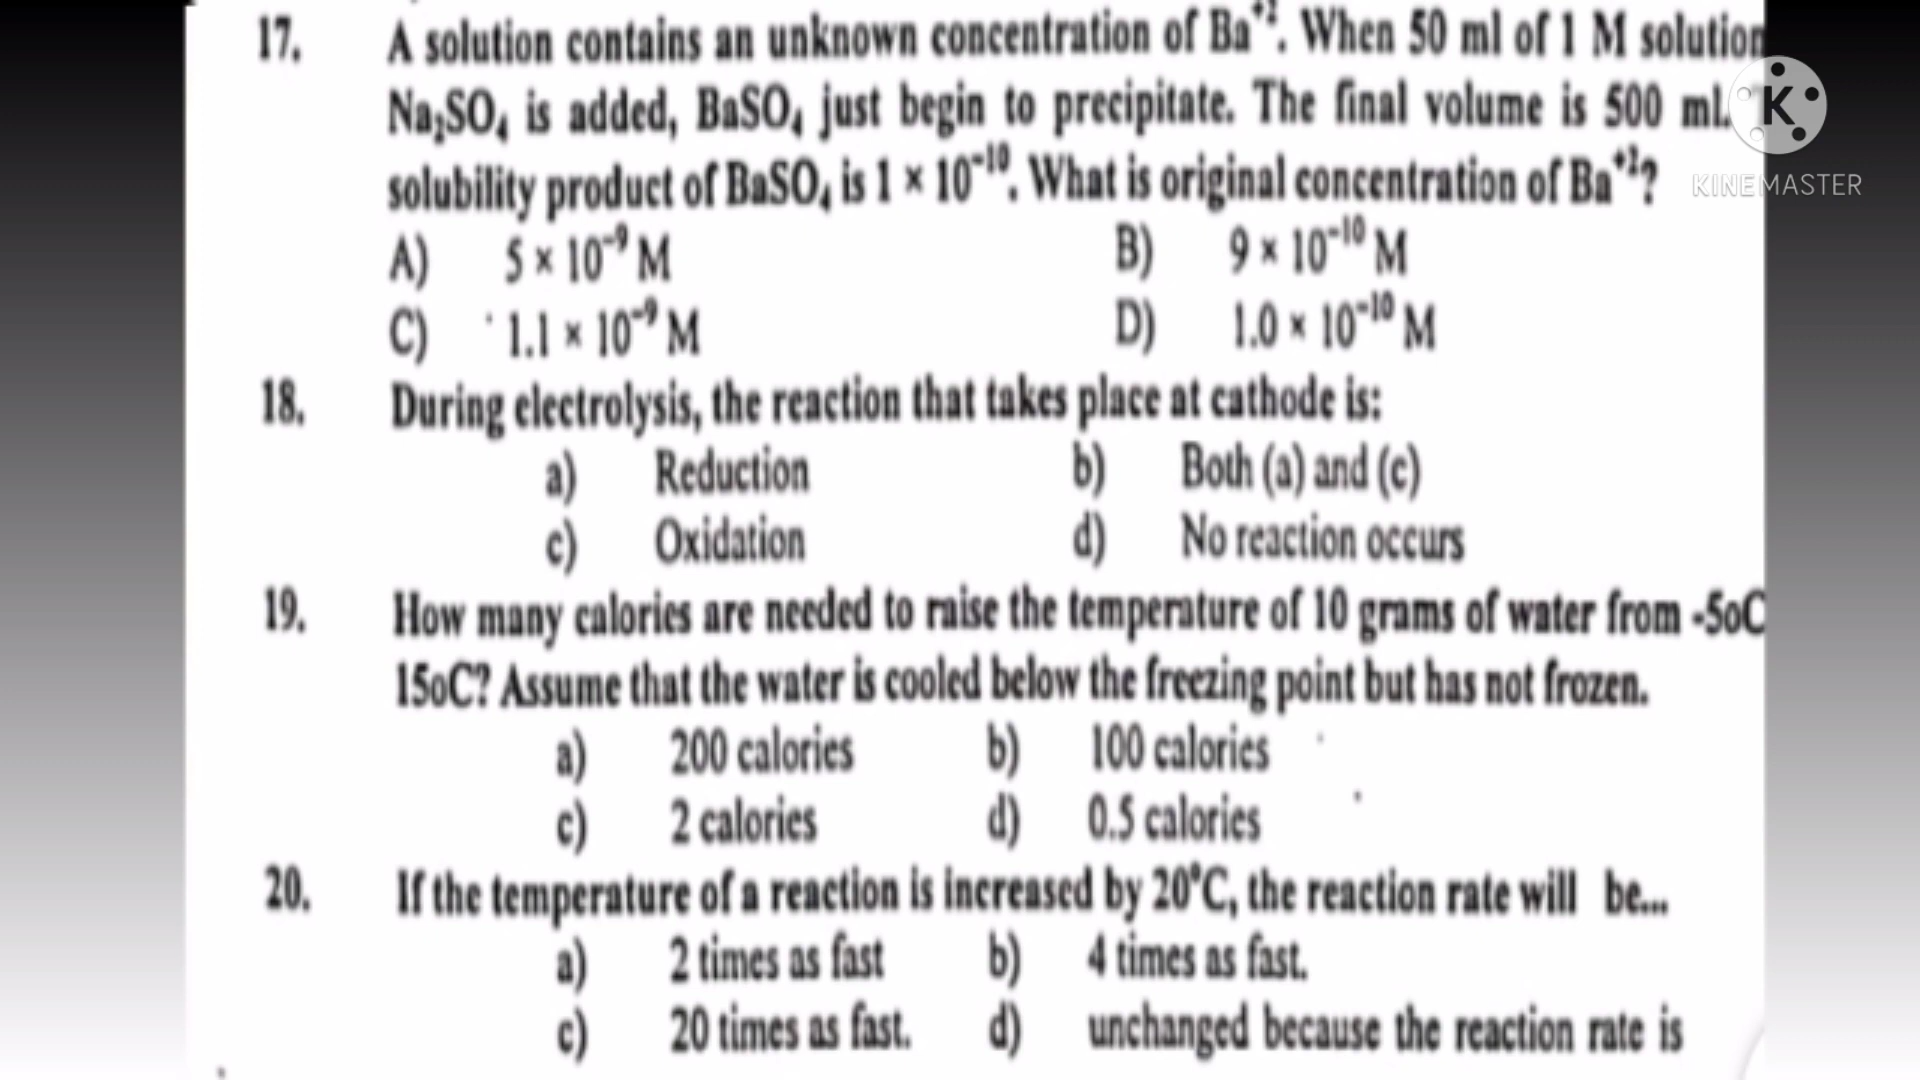 17. A solution contains an unknown concentration of Ba⁺². When 50 ml of 1 M solution
Na₂SO₄ is added, BaSO₄ just begin to precipitate. The final volume is 500 ml.
solubility product of BaSO₄ is 1 × 10⁻¹⁰. What is original concentration of Ba⁺²?
A) 5 × 10⁻⁹ M B) 9 × 10⁻¹⁰ M
C) 1.1 × 10⁻⁹ M D) 1.0 × 10⁻¹⁰ M
18. During electrolysis, the reaction that takes place at cathode is:
a) Reduction b) Both (a) and (c)
c) Oxidation d) No reaction occurs
19. How many calories are needed to raise the temperature of 10 grams of water from -5oC
15oC? Assume that the water is cooled below the freezing point but has not frozen.
a) 200 calories b) 100 calories
c) 2 calories d) 0.5 calories
20. If the temperature of a reaction is increased by 20°C, the reaction rate will be...
a) 2 times as fast b) 4 times as fast.
c) 20 times as fast. d) unchanged because the reaction rate is
K
KINEMASTER